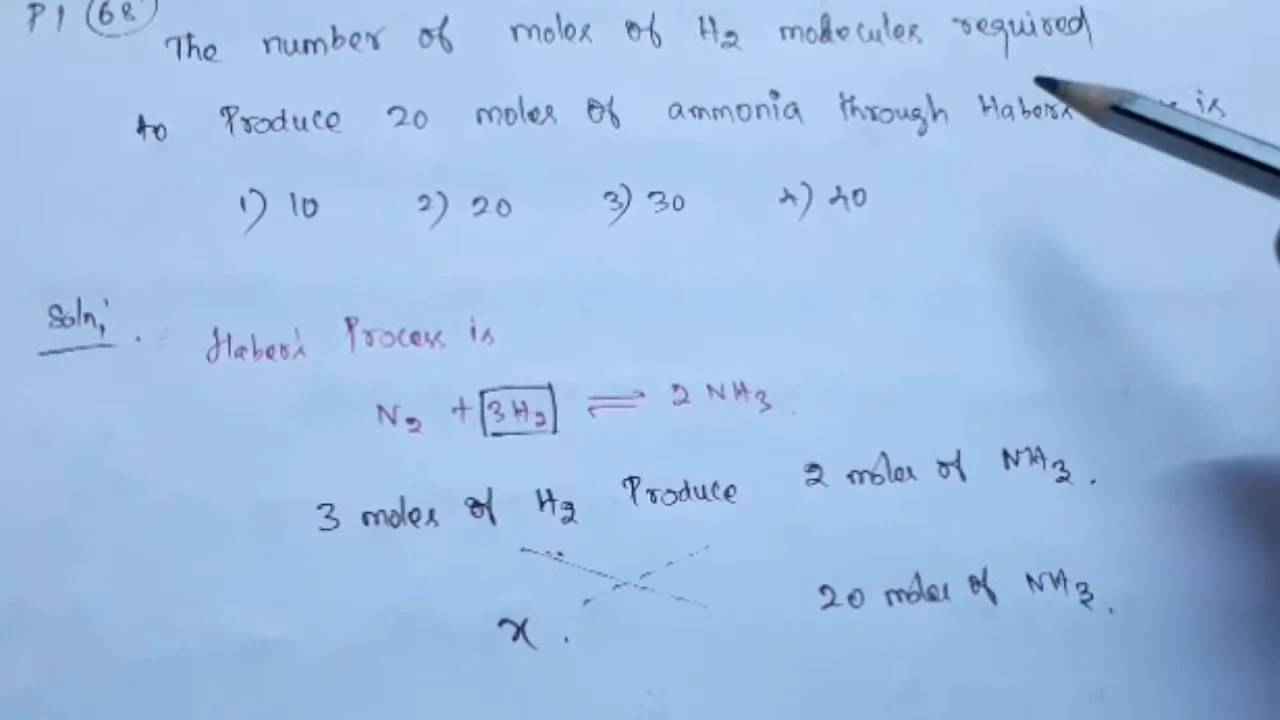 P1 (68)
The number of moles of H2 molecules required
to Produce 20 moles of ammonia through Haber's is
1) 10 2) 20 3) 30 4) 40
Soln;
Haber's Process is
N2 + 3H2 ⇌ 2 NH3.
3 moles of H2 Produce 2 moles of NH3.
x. 20 moles of NH3.